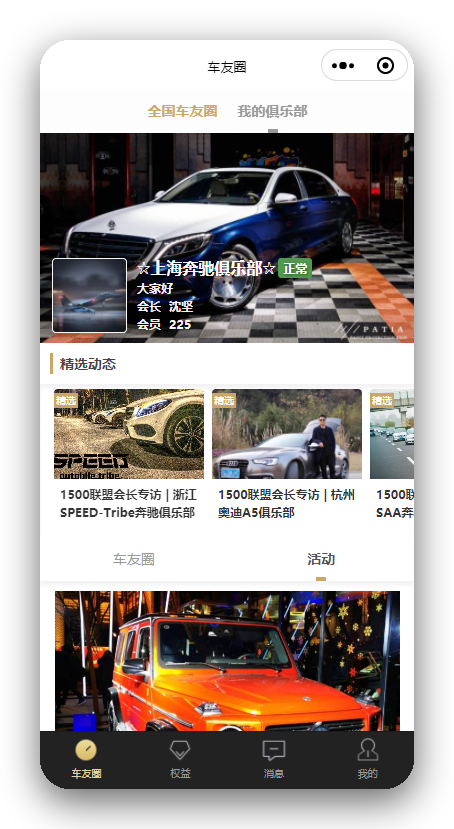 车友圈
全国车友圈 我的俱乐部
☆上海奔驰俱乐部☆ 正常
大家好
会长 沈坚
会员 225
PATIA
精选动态
精选
精选
精选
SPEED
1500联盟会长专访 | 浙江
SPEED-Tribe奔驰俱乐部
1500联盟会长专访 | 杭州
奥迪A5俱乐部
1500联
SAA奔
车友圈 活动
车友圈 权益 消息 我的